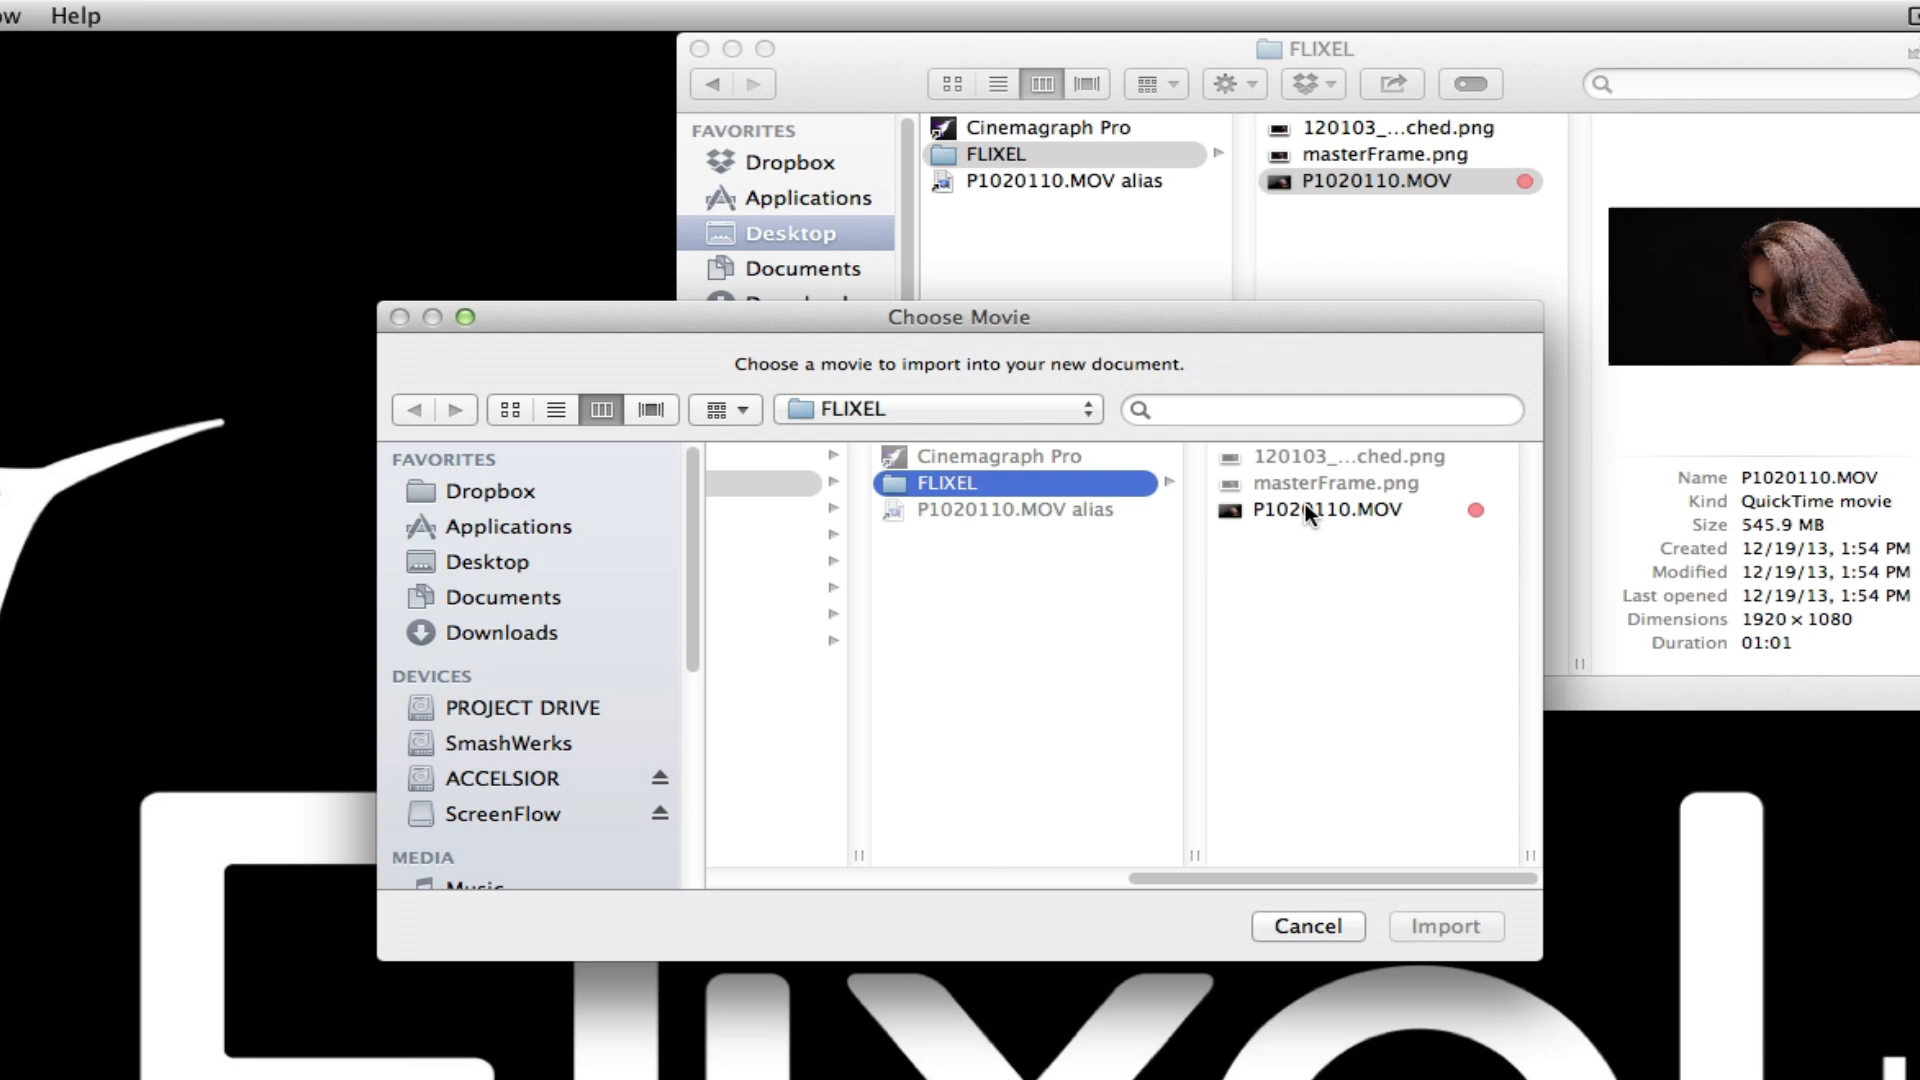 Help
FLIXEL
FAVORITES
Dropbox
Applications
Desktop
Documents
Cinemagraph Pro
FLIXEL
P1020110.MOV alias
120103_...ched.png
masterFrame.png
P1020110.MOV
Name P1020110.MOV
Kind QuickTime movie
Size 545.9 MB
Created 12/19/13, 1:54 PM
Modified 12/19/13, 1:54 PM
Last opened 12/19/13, 1:54 PM
Dimensions 1920 × 1080
Duration 01:01
Choose Movie
Choose a movie to import into your new document.
FLIXEL
FAVORITES
Dropbox
Applications
Desktop
Documents
Downloads
DEVICES
PROJECT DRIVE
SmashWerks
ACCELSIOR
ScreenFlow
MEDIA
Music
Cinemagraph Pro
FLIXEL
P1020110.MOV alias
120103_...ched.png
masterFrame.png
P1020110.MOV
Cancel
Import